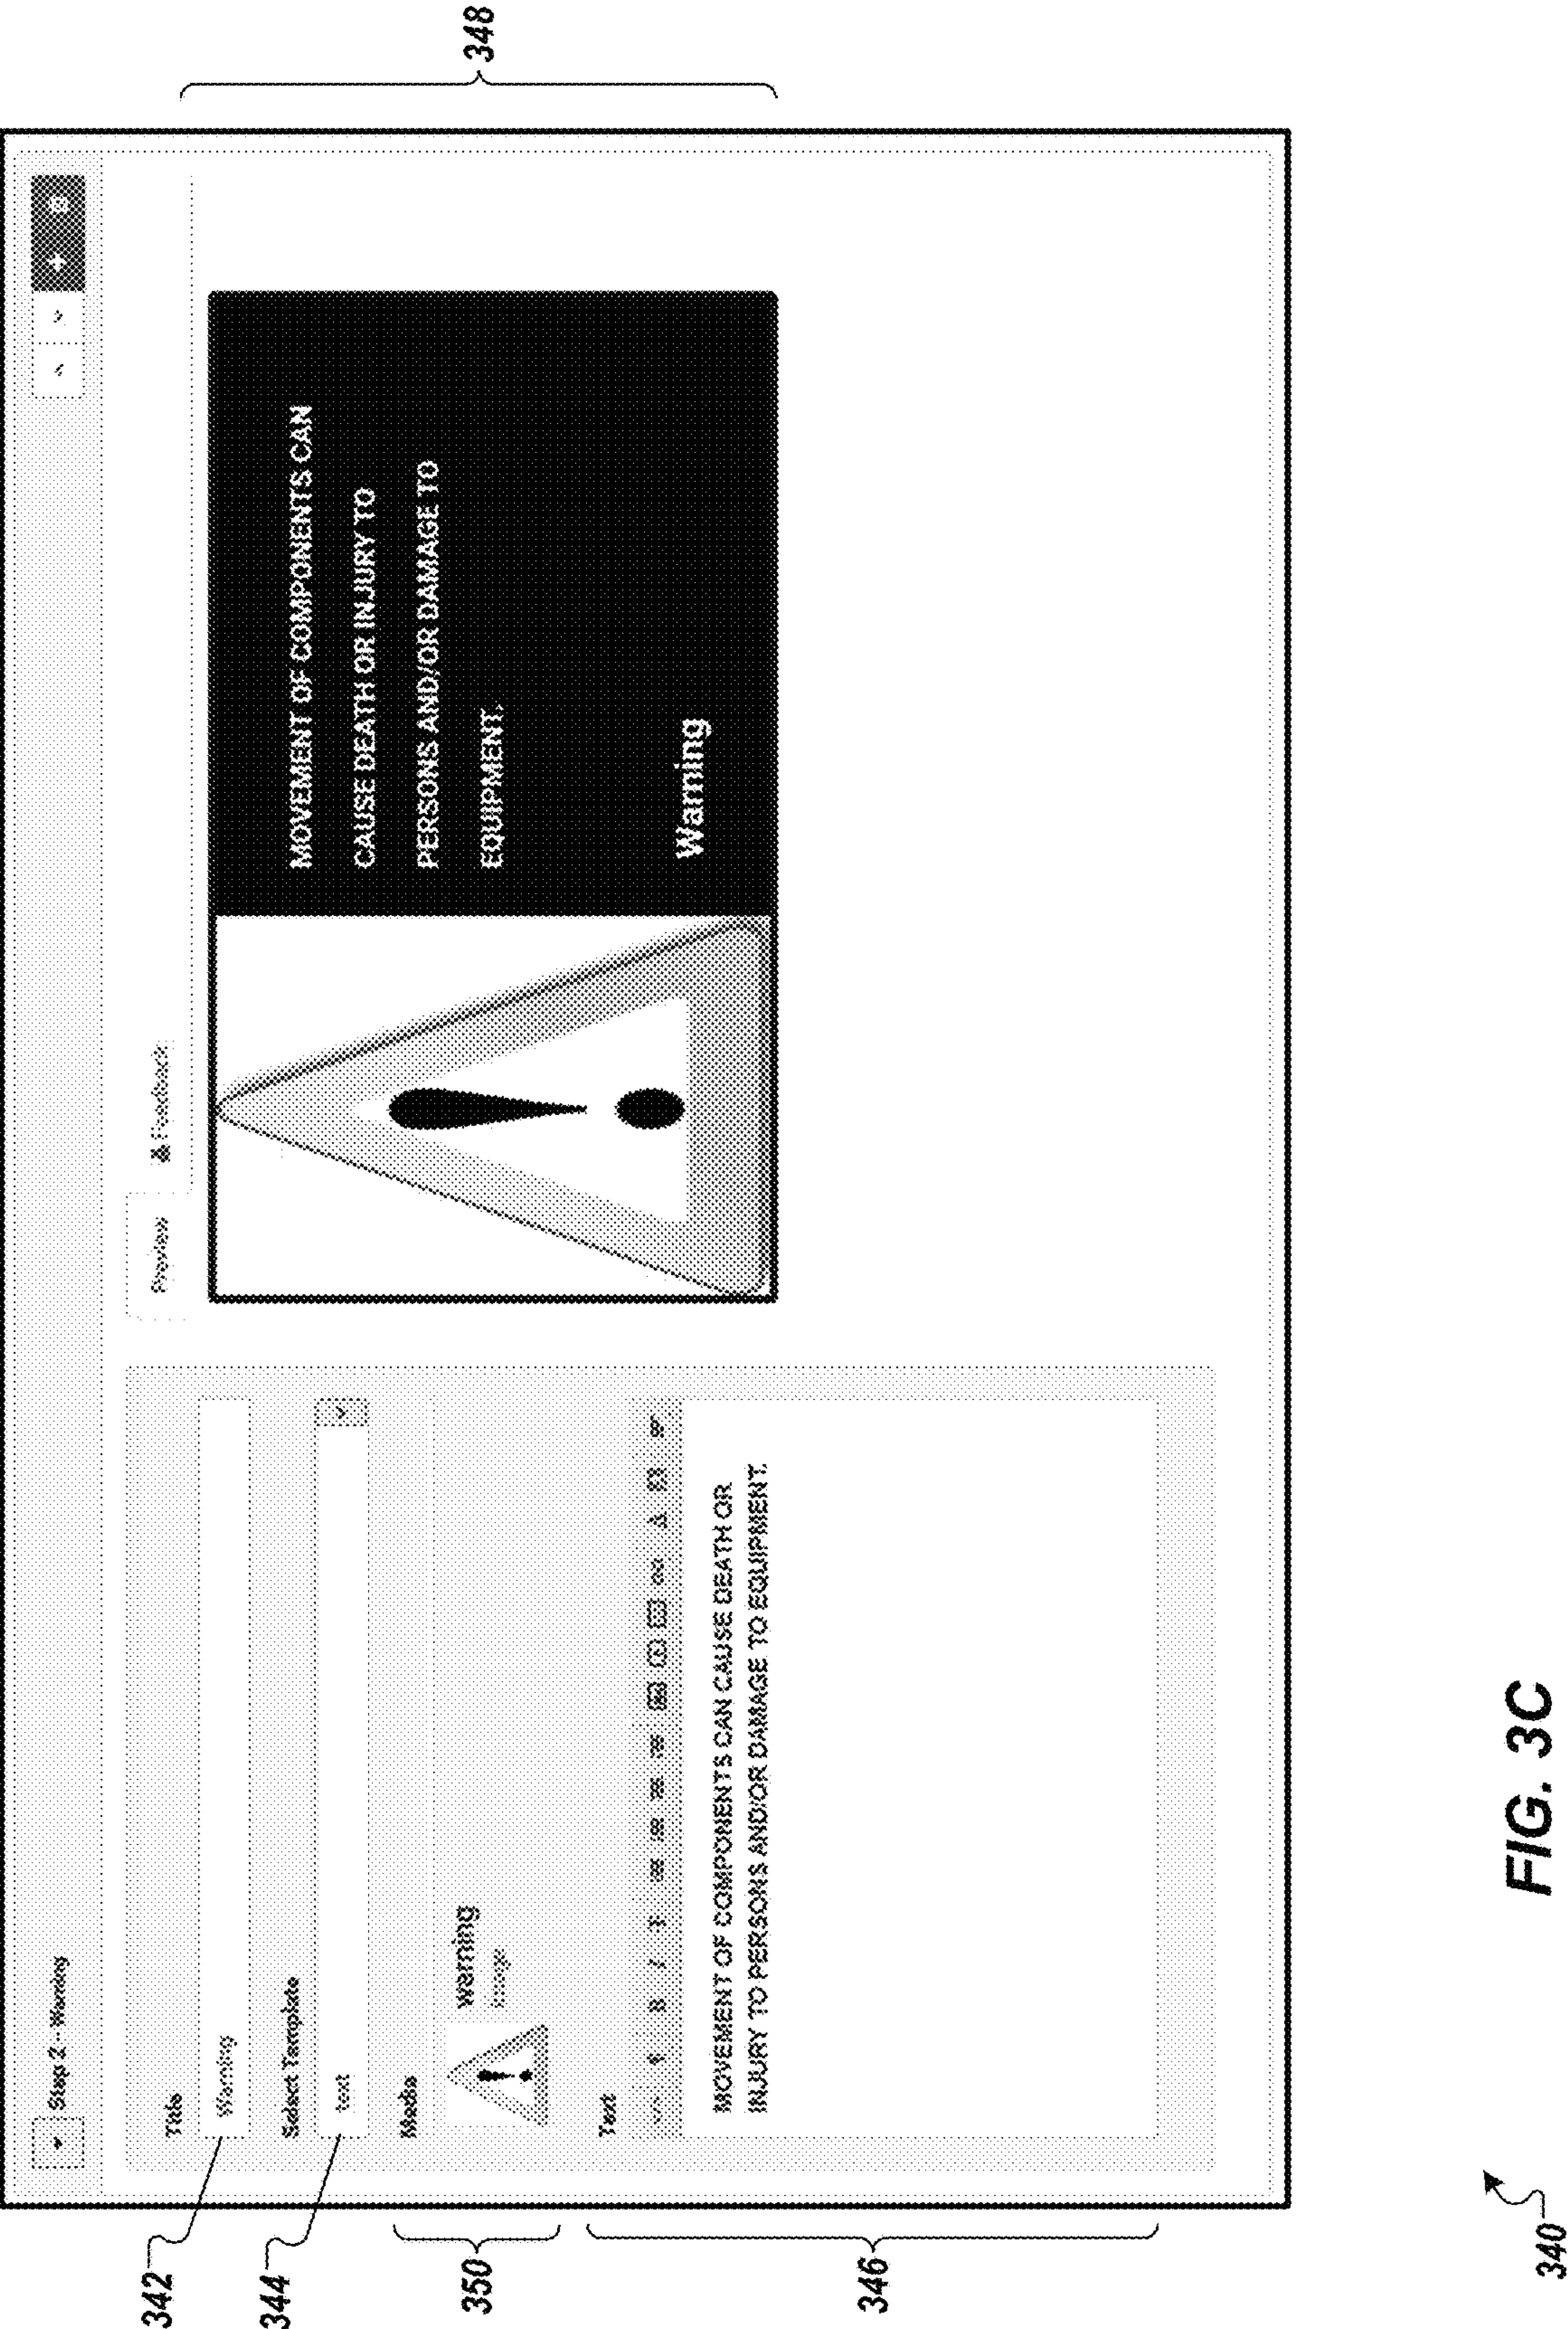 Step 2 - Warning
Title
Warning
Select Template
text
Media
warning
image
Text
B I
MOVEMENT OF COMPONENTS CAN CAUSE DEATH OR
INJURY TO PERSONS AND/OR DAMAGE TO EQUIPMENT.
Preview
Feedback
MOVEMENT OF COMPONENTS CAN
CAUSE DEATH OR INJURY TO
PERSONS AND/OR DAMAGE TO
EQUIPMENT.
Warning
342
344
350
346
348
340
FIG. 3C